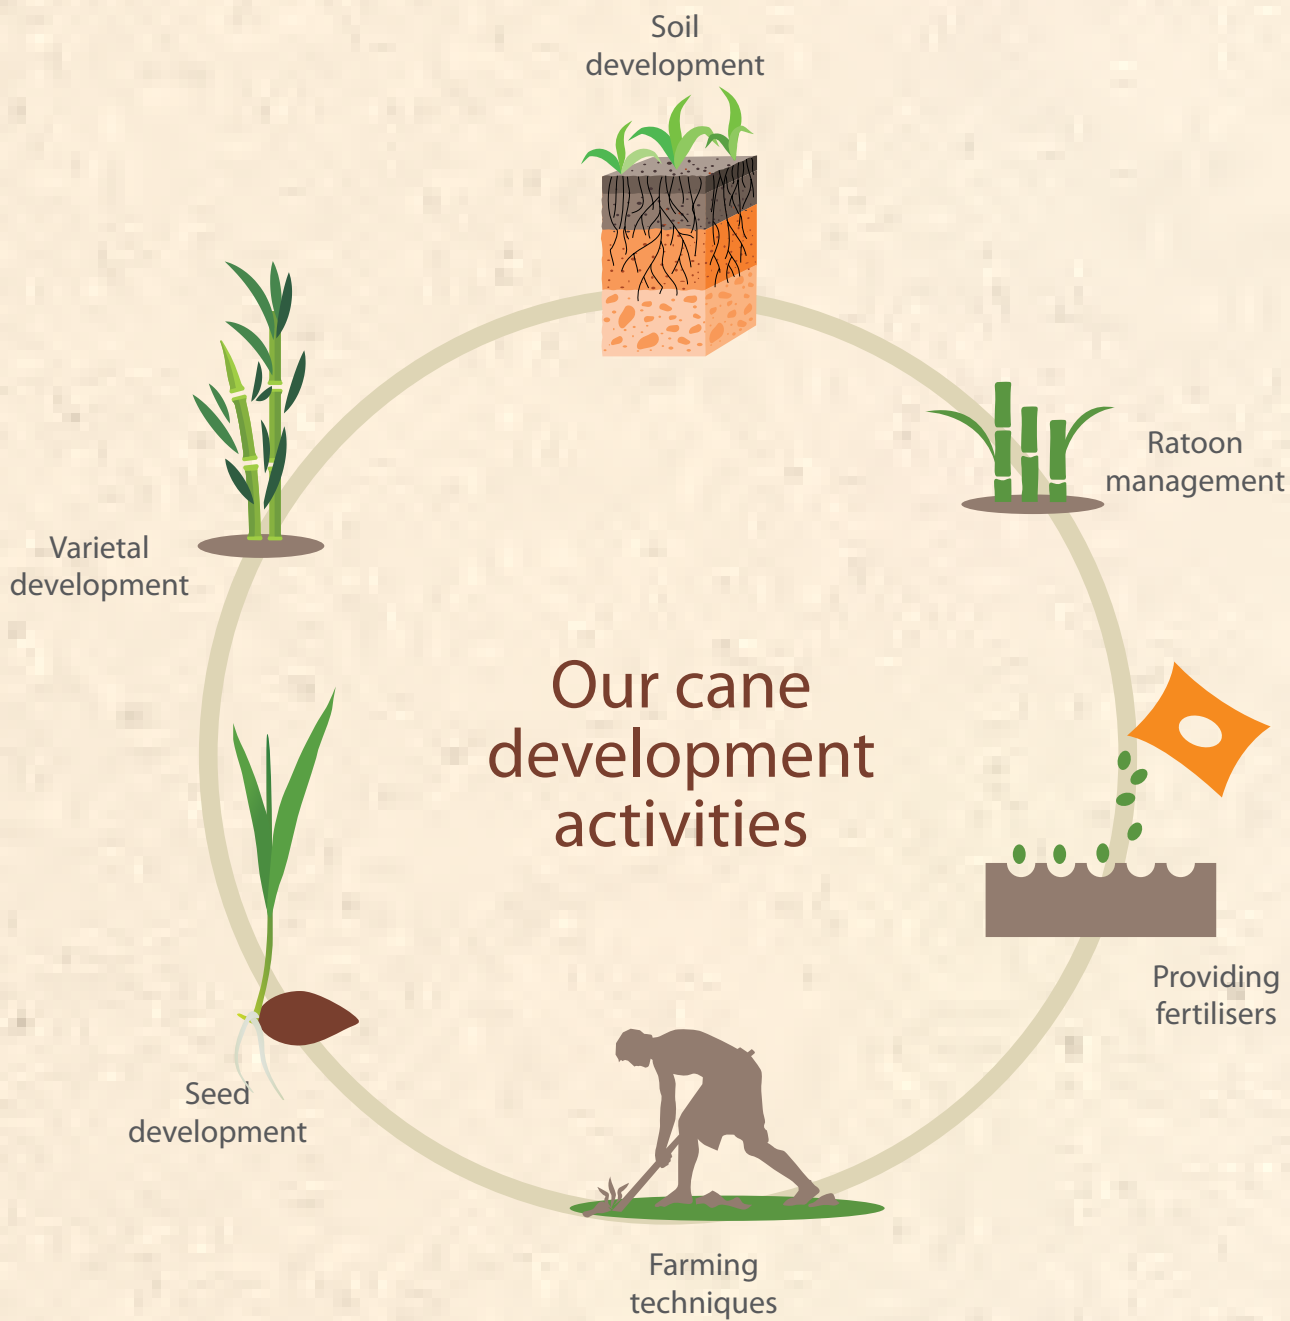 Soil
development
Ratoon
management
Varietal
development
Our cane
development
activities
Providing
fertilisers
Seed
development
Farming
techniques